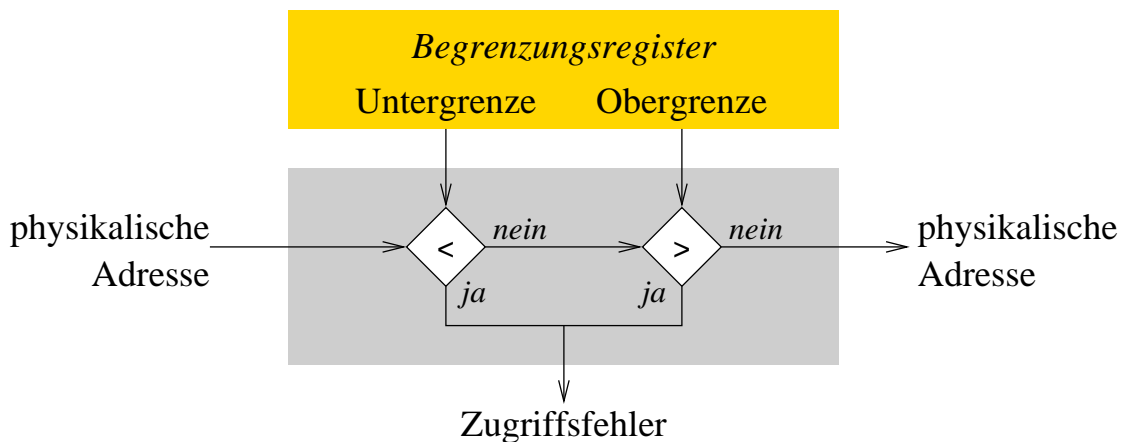 Begrenzungsregister
Untergrenze Obergrenze
physikalische
Adresse
<
nein
ja
>
nein
ja
physikalische
Adresse
Zugriffsfehler